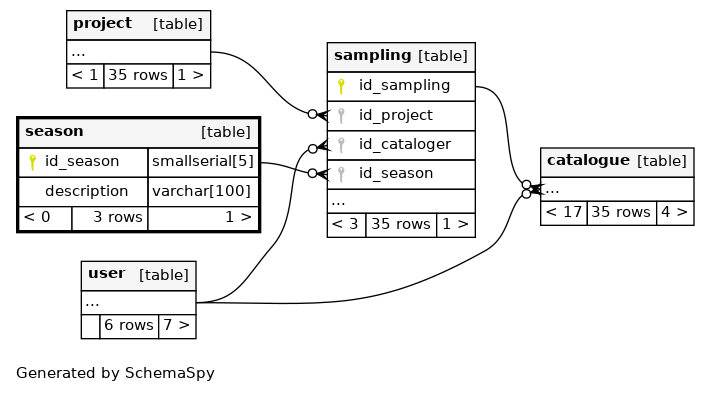 project [table]
...
< 1 35 rows 1 >
season [table]
id_season smallserial[5]
description varchar[100]
< 0 3 rows 1 >
user [table]
...
6 rows 7 >
sampling [table]
id_sampling
id_project
id_cataloger
id_season
...
< 3 35 rows 1 >
catalogue [table]
...
< 17 35 rows 4 >
Generated by SchemaSpy